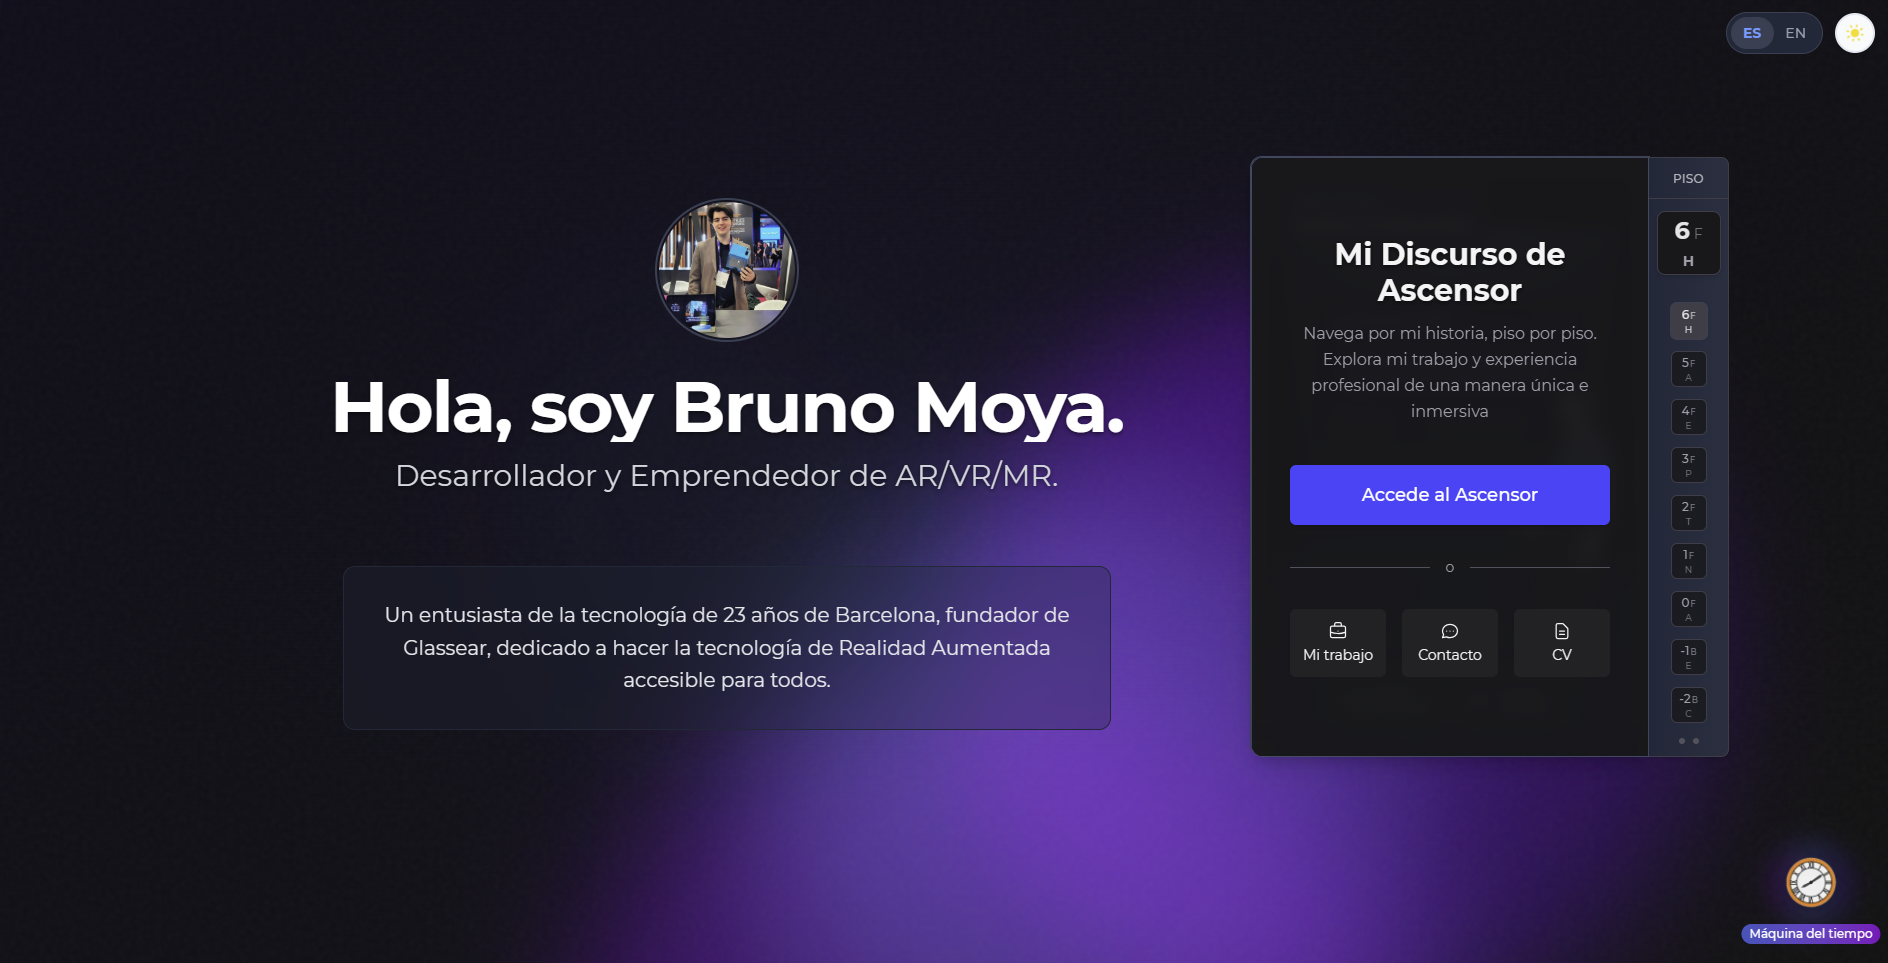 ES EN
Hola, soy Bruno Moya.
Desarrollador y Emprendedor de AR/VR/MR.
Un entusiasta de la tecnología de 23 años de Barcelona, fundador de
Glassear, dedicado a hacer la tecnología de Realidad Aumentada
accesible para todos.
Mi Discurso de
Ascensor
Navega por mi historia, piso por piso.
Explora mi trabajo y experiencia
profesional de una manera única e
inmersiva
Accede al Ascensor
o
Mi trabajo Contacto CV
PISO
6 F
H
6F
H
5F
A
4F
E
3F
P
2F
T
1F
N
0F
A
-1B
E
-2B
C
Máquina del tiempo